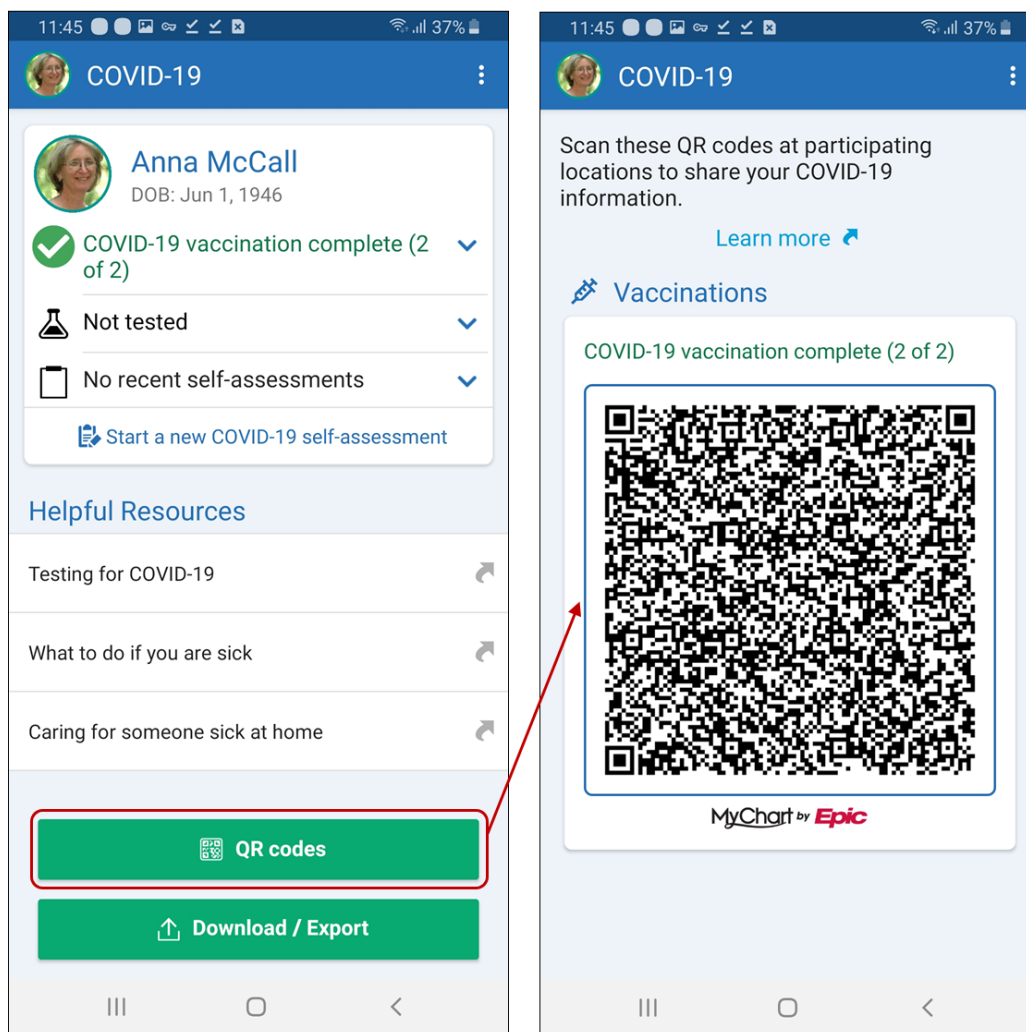 11:45
37%
COVID-19
Anna McCall
DOB: Jun 1, 1946
COVID-19 vaccination complete (2
of 2)
Not tested
No recent self-assessments
Start a new COVID-19 self-assessment
Helpful Resources
Testing for COVID-19
What to do if you are sick
Caring for someone sick at home
QR codes
Download / Export
11:45
37%
COVID-19
Scan these QR codes at participating
locations to share your COVID-19
information.
Learn more
Vaccinations
COVID-19 vaccination complete (2 of 2)
MyChart by Epic